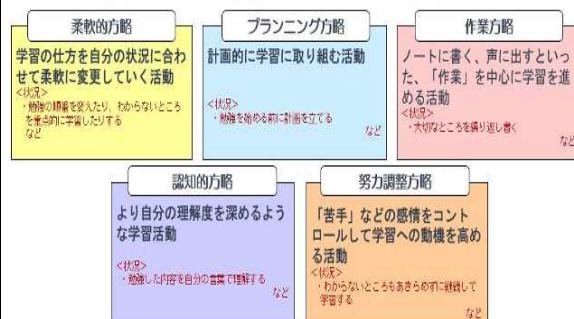 柔軟的方略
学習の仕方を自分の状況に合わ
せて柔軟に変更していく活動
<状況>
・勉強の順番を変えたり、わからないところ
を重点的に学習したりする
など
プランニング方略
計画的に学習に取り組む活動
<状況>
・勉強を始める前に計画を立てる
など
作業方略
ノートに書く、声に出すといっ
た、「作業」を中心に学習を進
める活動
<状況>
・大切なところを繰り返し書く
など
認知的方略
より自分の理解度を深めるよう
な学習活動
<状況>
・勉強した内容を自分の言葉で理解する
など
努力調整方略
「苦手」などの感情をコント
ロールして学習への動機を高め
る活動
<状況>
・わからないところもあきらめずに継続して
学習する
など